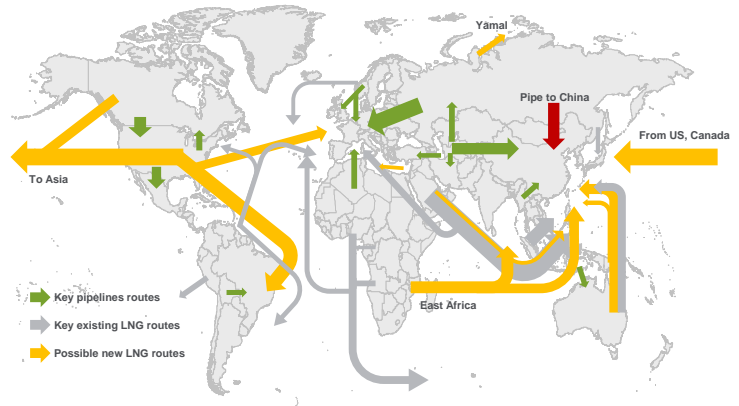 Yamal
Pipe to China
From US, Canada
To Asia
East Africa
Key pipelines routes
Key existing LNG routes
Possible new LNG routes